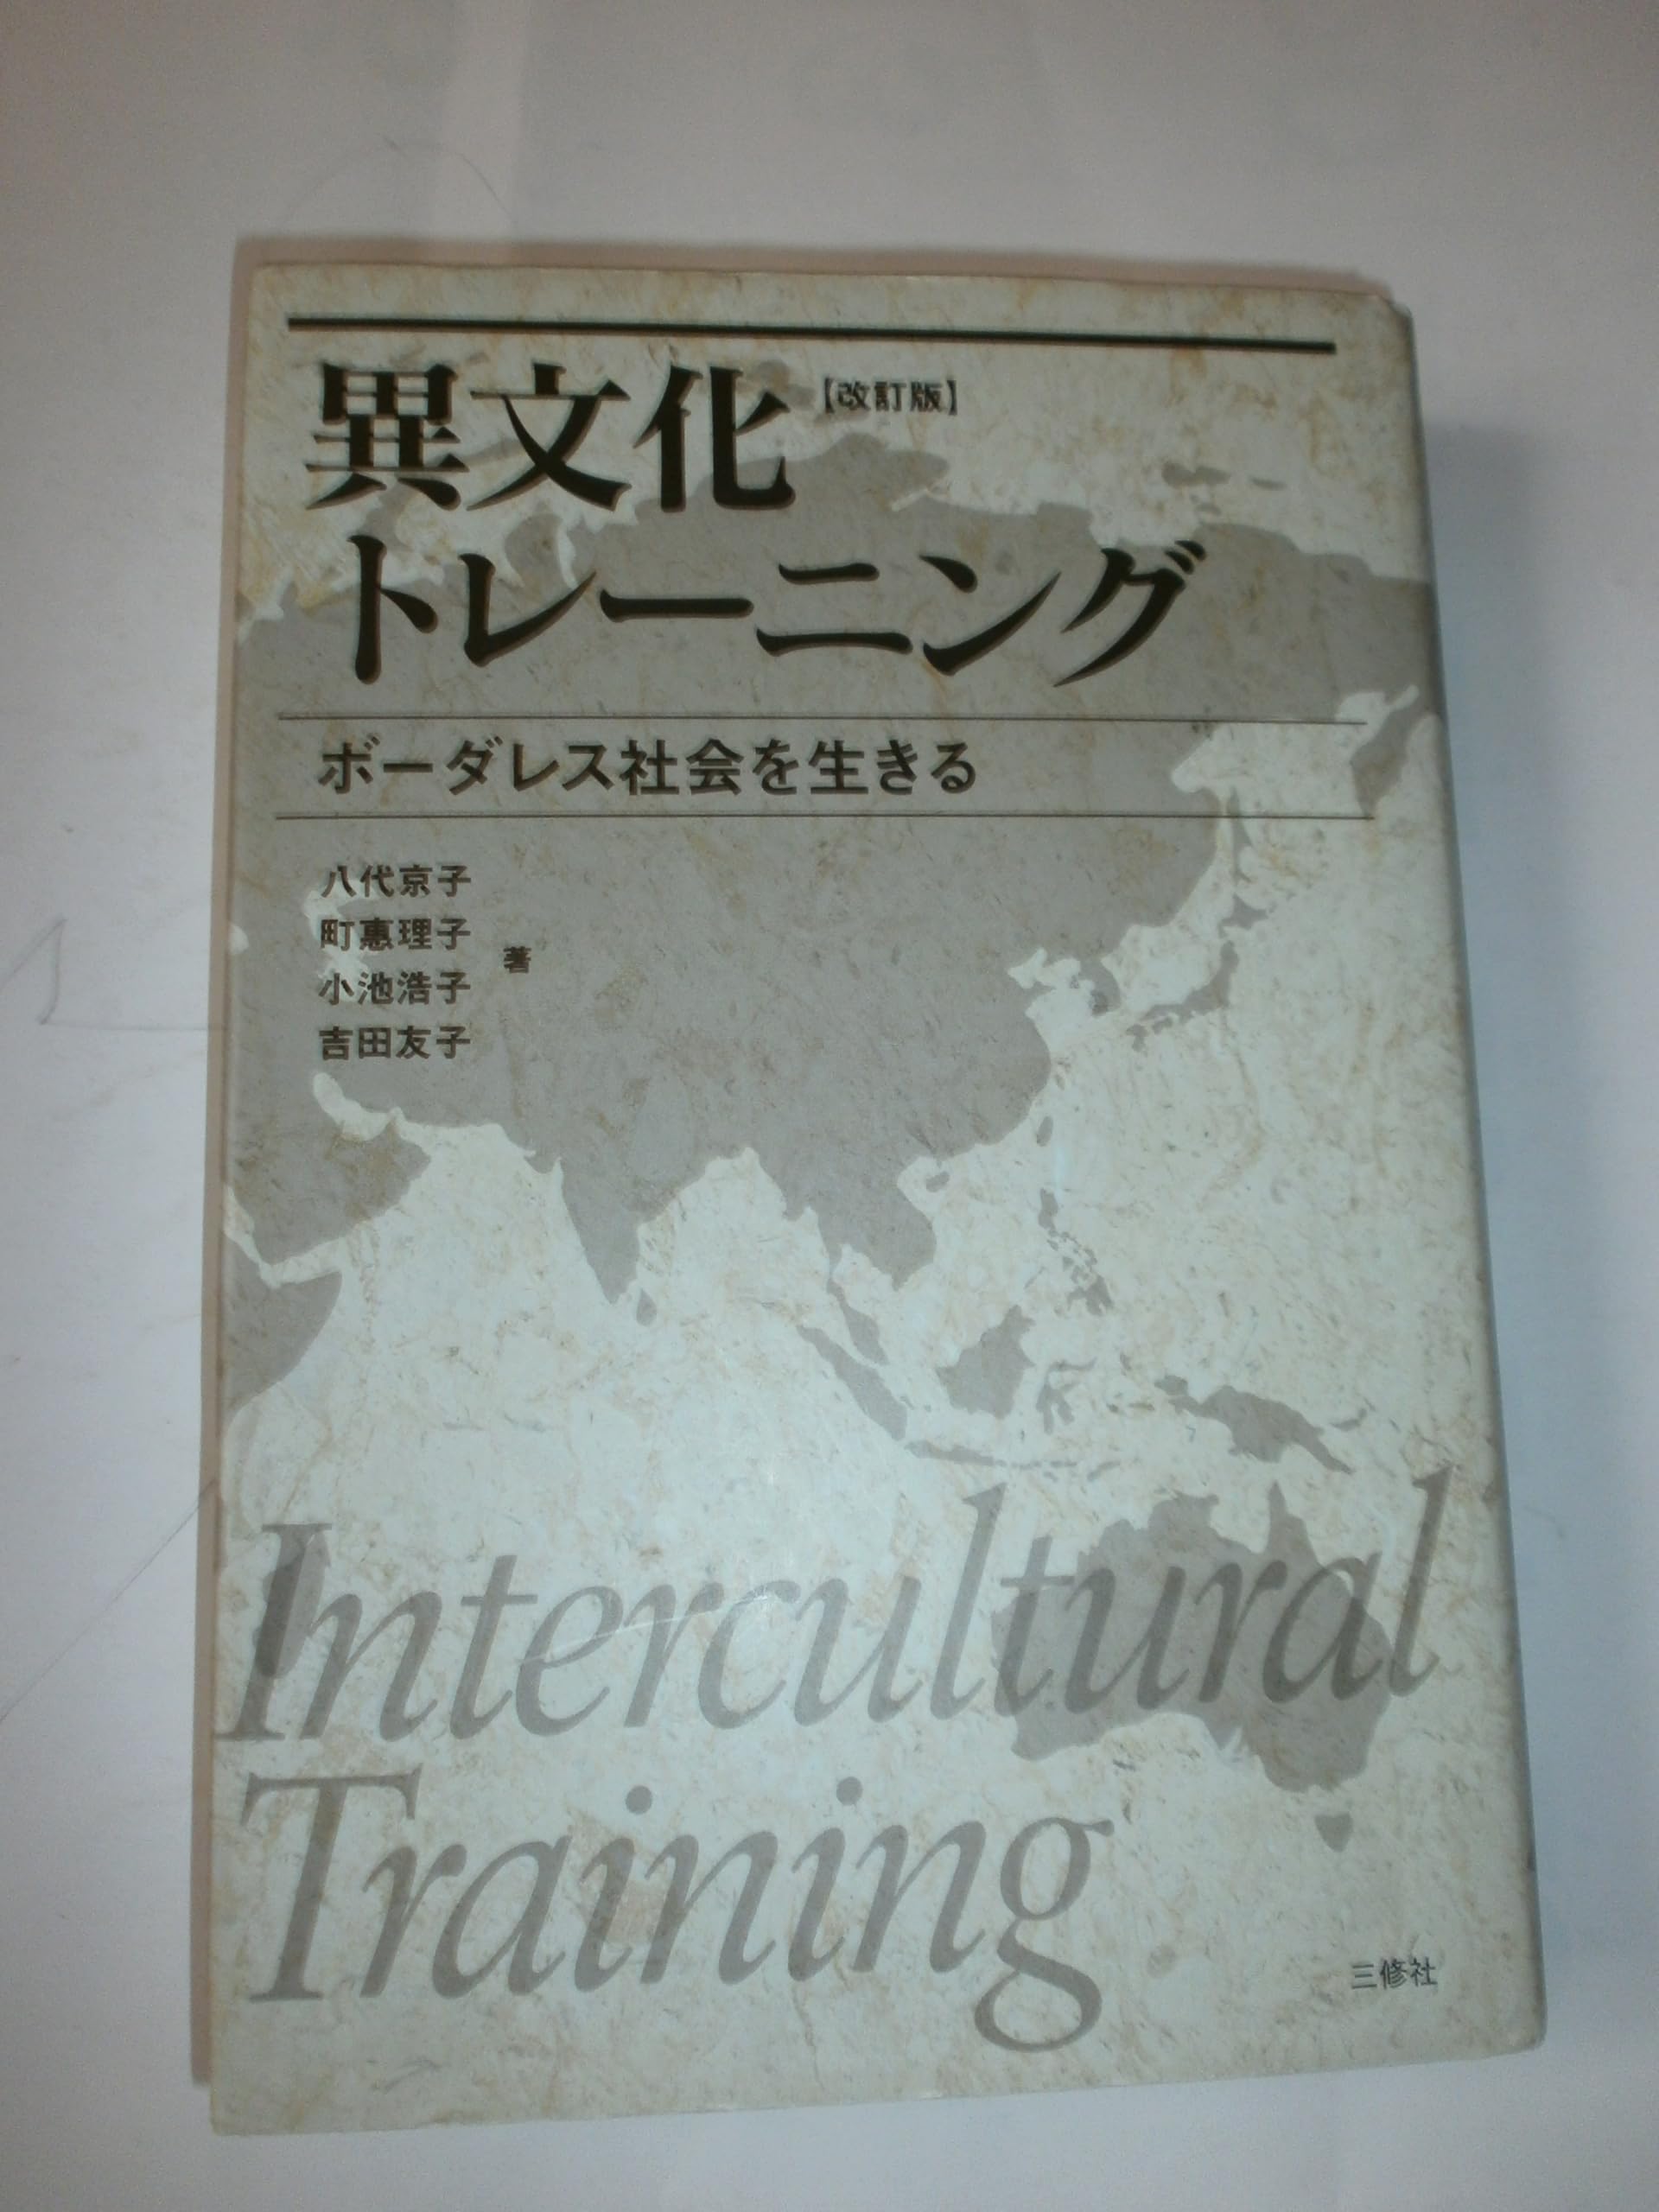 異文化【改訂版】
トレーニング
ボーダレス社会を生きる
八代京子
町惠理子
小池浩子
吉田友子
著
Intercultural
Training
三修社